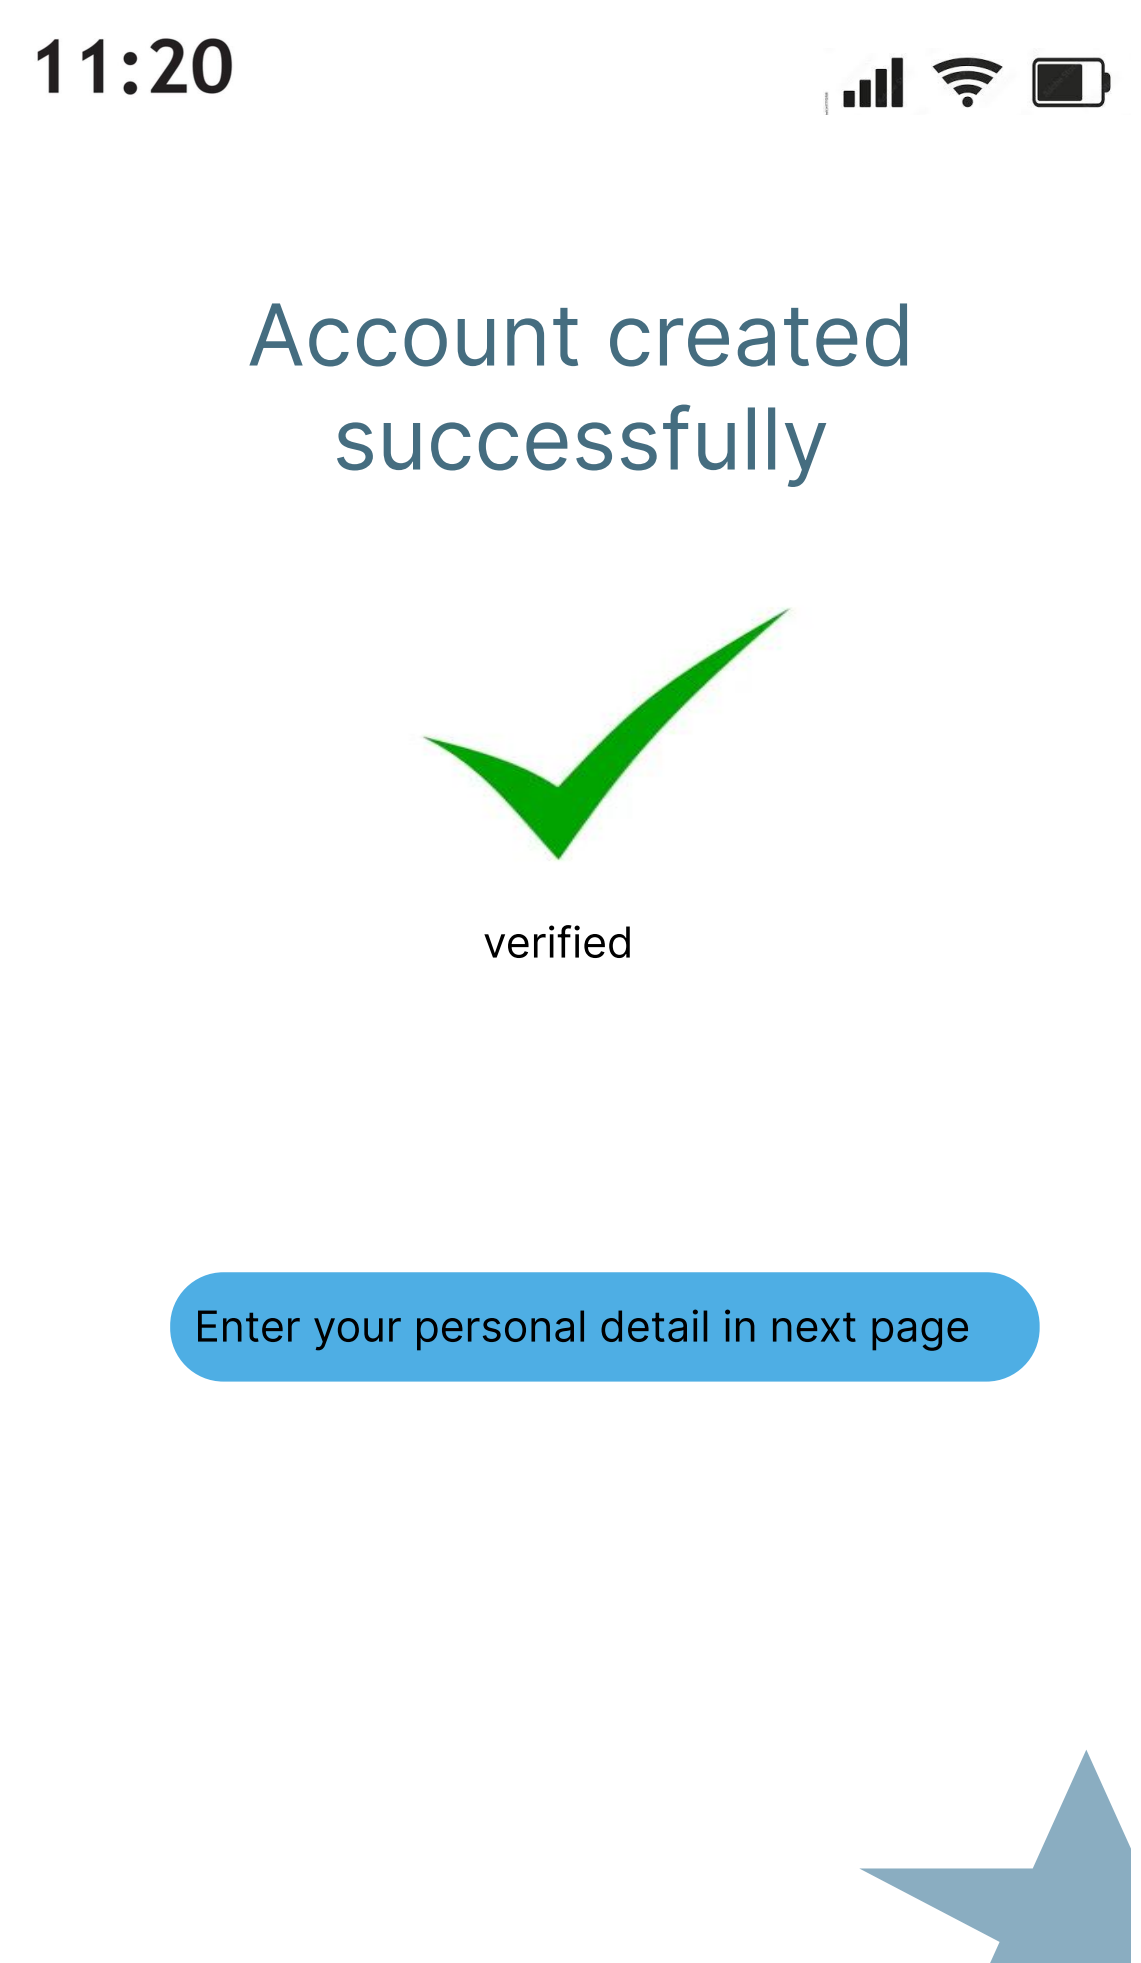 11:20
Account created
successfully
verified
Enter your personal detail in next page